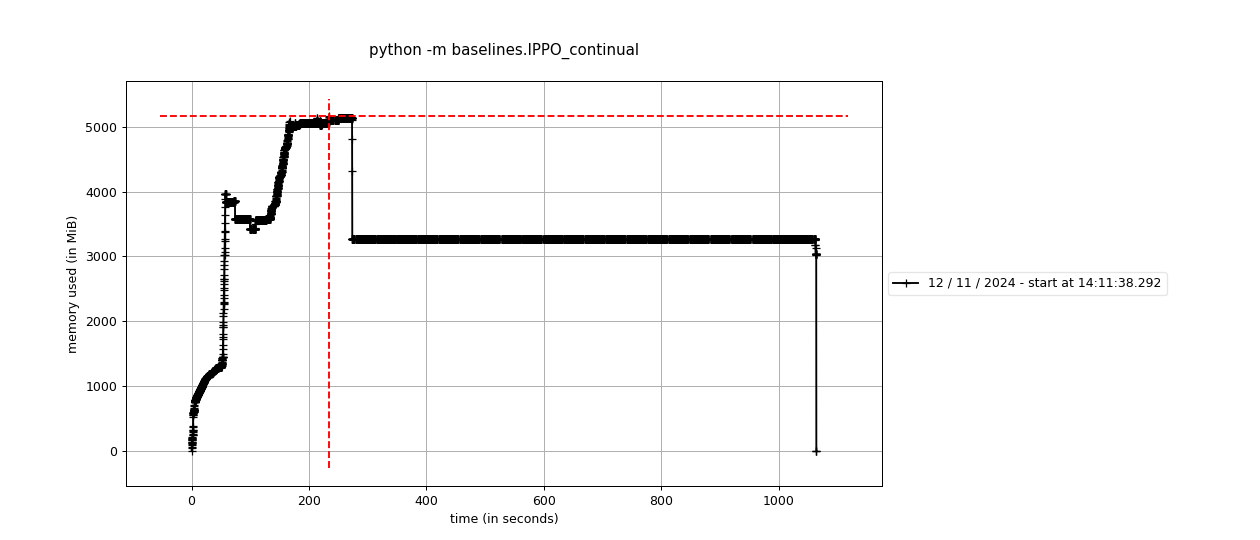 python -m baselines.IPPO_continual
5000
4000
3000
2000
1000
0
memory used (in MiB)
0 200 400 600 800 1000
time (in seconds)
12 / 11 / 2024 - start at 14:11:38.292